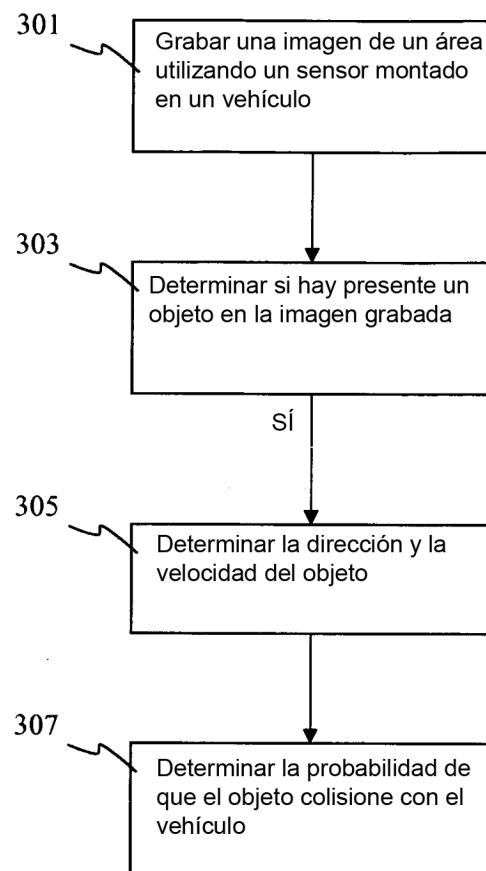 301
Grabar una imagen de un área
utilizando un sensor montado
en un vehículo
303
Determinar si hay presente un
objeto en la imagen grabada
SÍ
305
Determinar la dirección y la
velocidad del objeto
307
Determinar la probabilidad de
que el objeto colisione con el
vehículo